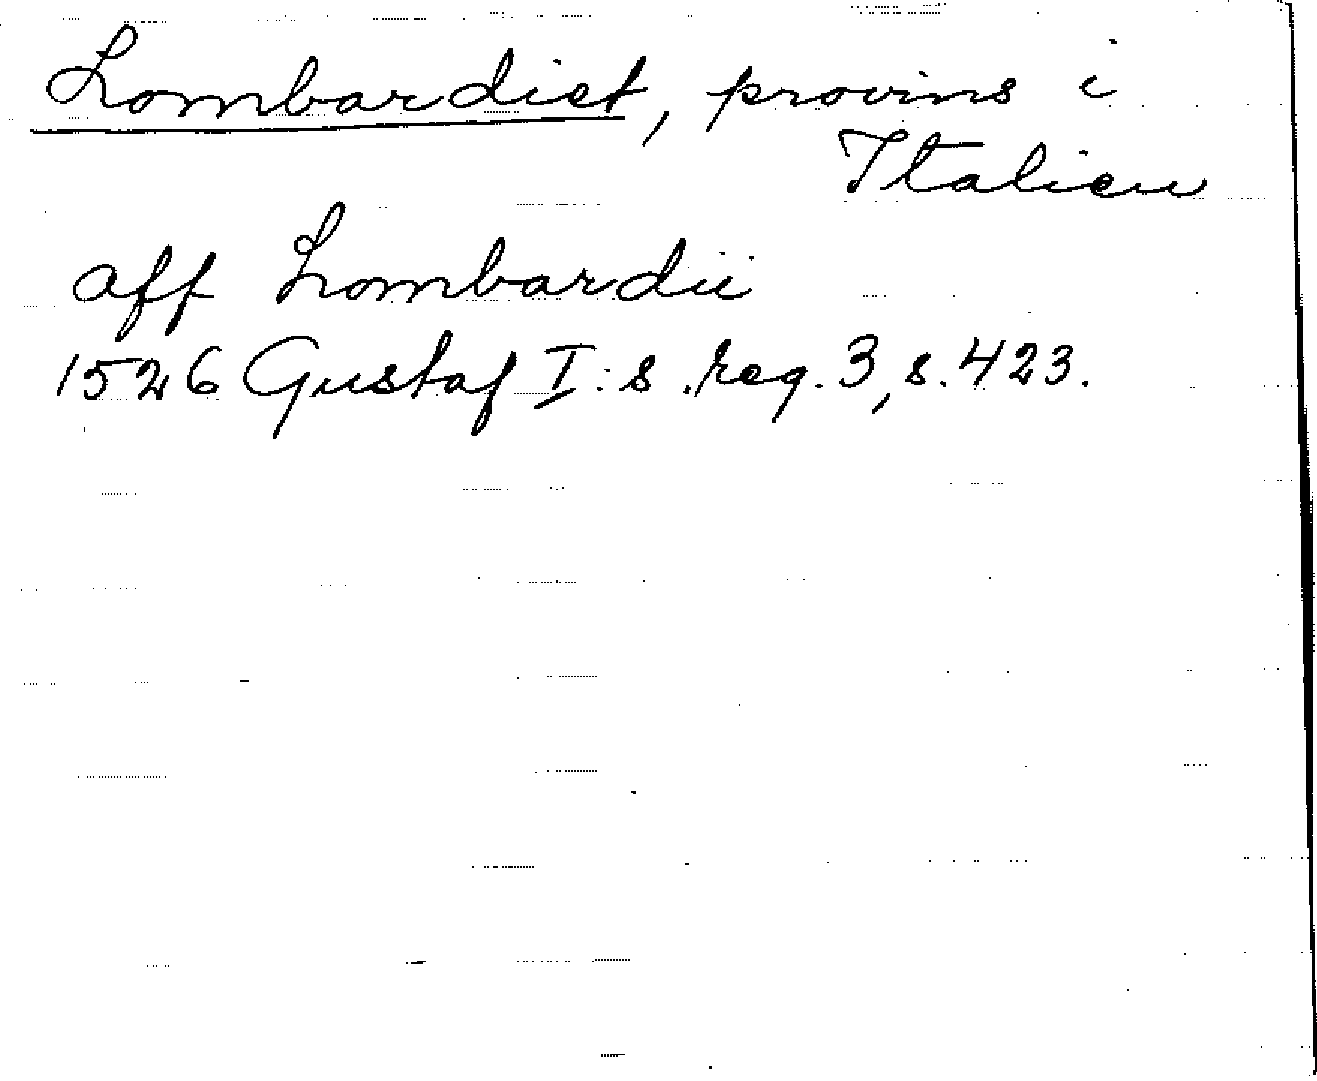 Lombardiet, provins i
Italien
aff Lombardii
1526 Gustaf I:s reg. 3, s. 423.